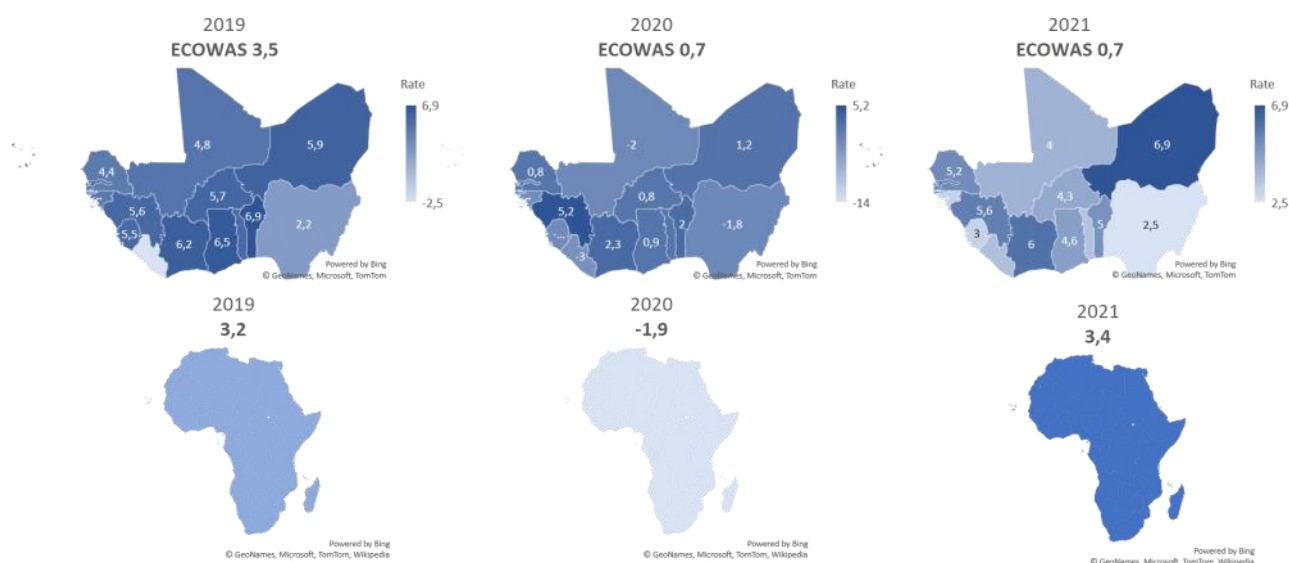 2019
ECOWAS 3,5
Rate
6,9
-2,5
4,8
5,9
4,4
5,7
5,6
6,9
2,2
5,5
6,2
6,5
Powered by Bing
© GeoNames, Microsoft, TomTom
2020
ECOWAS 0,7
Rate
5,2
-14
-2
1,2
0,8
0,8
5,2
2
-1,8
-...
2,3
0,9
-3
Powered by Bing
© GeoNames, Microsoft, TomTom
2021
ECOWAS 0,7
Rate
6,9
2,5
4
6,9
5,2
4,3
5,6
5
2,5
3
6
4,6
Powered by Bing
© GeoNames, Microsoft, TomTom
2019
3,2
Powered by Bing
© GeoNames, Microsoft, TomTom, Wikipedia
2020
-1,9
Powered by Bing
© GeoNames, Microsoft, TomTom, Wikipedia
2021
3,4
Powered by Bing
© GeoNames, Microsoft, TomTom, Wikipedia